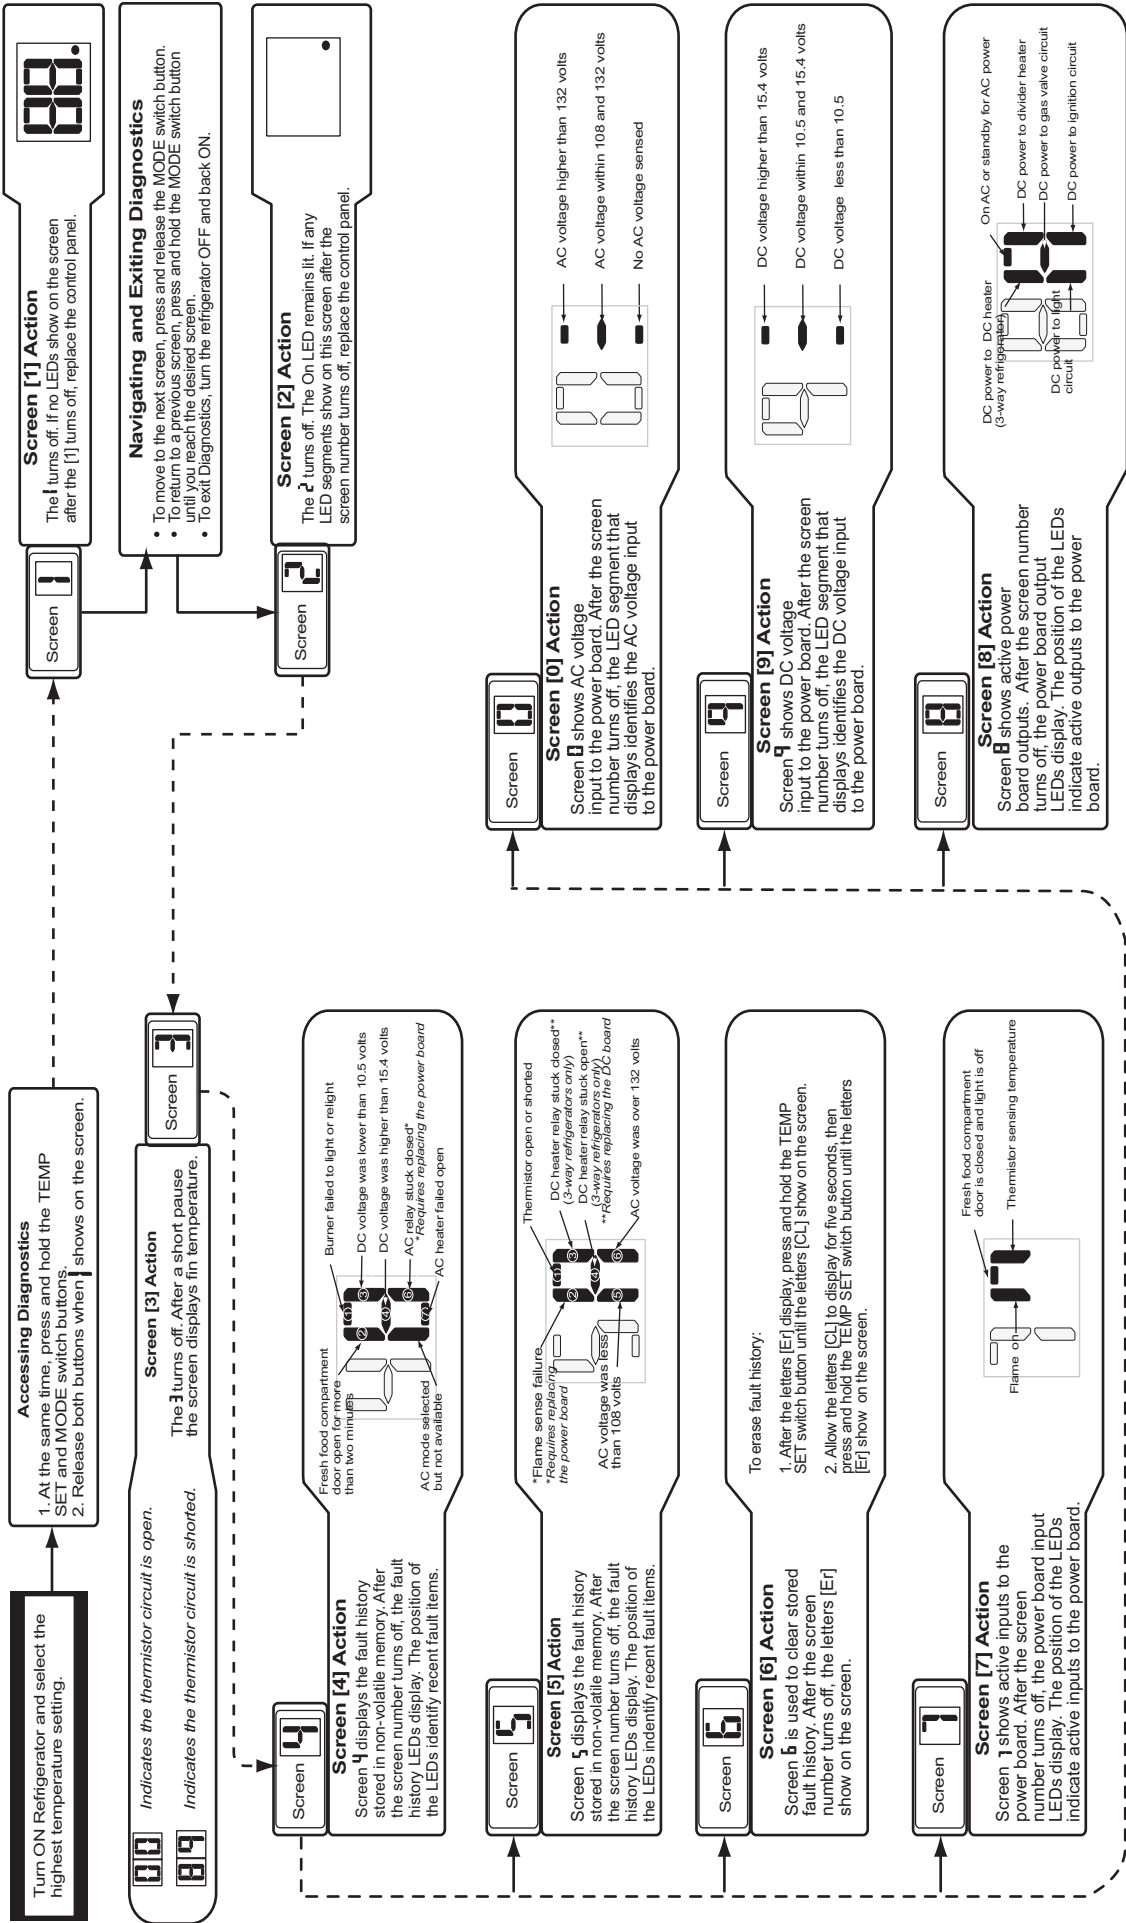 Turn ON Refrigerator and select the
highest temperature setting.
Accessing Diagnostics
1. At the same time, press and hold the TEMP
SET and MODE switch buttons.
2. Release both buttons when 1 shows on the screen.
Screen 1
Screen [1] Action
The 1 turns off. If no LEDs show on the screen
after the [1] turns off, replace the control panel.
88.
Navigating and Exiting Diagnostics
• To move to the next screen, press and release the MODE switch button.
• To return to a previous screen, press and hold the MODE switch button
until you reach the desired screen.
• To exit Diagnostics, turn the refrigerator OFF and back ON.
Screen 2
Screen [2] Action
The 2 turns off. The On LED remains lit. If any
LED segments show on this screen after the
screen number turns off, replace the control panel.
Screen 3
Screen [3] Action
The 3 turns off. After a short pause
the screen displays fin temperature.
00 Indicates the thermistor circuit is open.
89 Indicates the thermistor circuit is shorted.
Screen 4
Screen [4] Action
Screen 4 displays the fault history
stored in non-volatile memory. After
the screen number turns off, the fault
history LEDs display. The position of
the LEDs identify recent fault items.
Fresh food compartment
door open for more
than two minutes
AC mode selected
but not available
Burner failed to light or relight
DC voltage was lower than 10.5 volts
DC voltage was higher than 15.4 volts
AC relay stuck closed*
*Requires replacing the power board
AC heater failed open
1
2
3
4
6
7
Screen 5
Screen [5] Action
Screen 5 displays the fault history
stored in non-volatile memory. After
the screen number turns off, the fault
history LEDs display. The position of
the LEDs indentify recent fault items.
*Flame sense failure
*Requires replacing
the power board
AC voltage was less
than 108 volts
Thermistor open or shorted
DC heater relay stuck closed**
(3-way refrigerators only)
DC heater relay stuck open**
(3-way refrigerators only)
**Requires replacing the DC board
AC voltage was over 132 volts
1
2
3
4
5
6
Screen 6
Screen [6] Action
Screen 6 is used to clear stored
fault history. After the screen
number turns off, the letters [Er]
show on the screen.
To erase fault history:
1. After the letters [Er] display, press and hold the TEMP
SET switch button until the letters [CL] show on the screen.
2. Allow the letters [CL] to display for five seconds, then
press and hold the TEMP SET switch button until the letters
[Er] show on the screen.
Screen 7
Screen [7] Action
Screen 7 shows active inputs to the
power board. After the screen
number turns off, the power board input
LEDs display. The position of the LEDs
indicate active inputs to the power board.
Flame on
Fresh food compartment
door is closed and light is off
Thermistor sensing temperature
Screen 0
Screen [0] Action
Screen 0 shows AC voltage
input to the power board. After the screen
number turns off, the LED segment that
displays identifies the AC voltage input
to the power board.
AC voltage higher than 132 volts
AC voltage within 108 and 132 volts
No AC voltage sensed
Screen 9
Screen [9] Action
Screen 9 shows DC voltage
input to the power board. After the screen
number turns off, the LED segment that
displays identifies the DC voltage input
to the power board.
DC voltage higher than 15.4 volts
DC voltage within 10.5 and 15.4 volts
DC voltage less than 10.5
Screen 8
Screen [8] Action
Screen 8 shows active power
board outputs. After the screen number
turns off, the power board output
LEDs display. The position of the LEDs
indicate active outputs to the power
board.
DC power to DC heater
(3-way refrigerator)
DC power to light
circuit
On AC or standby for AC power
DC power to divider heater
DC power to gas valve circuit
DC power to ignition circuit